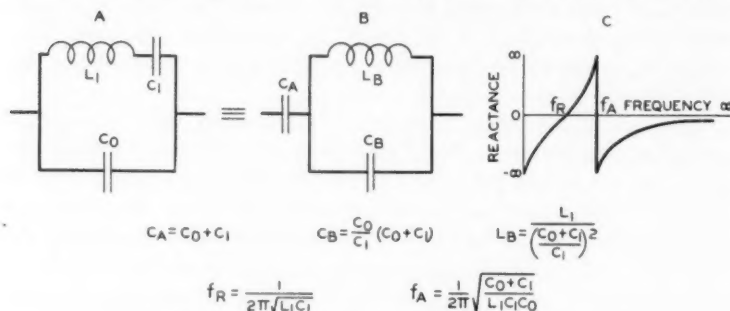 A B C
L₁ C₁
C₀
≡
C_A L_B
C_B
REACTANCE
∞
0
-∞
f_R f_A FREQUENCY ∞
C_A = C₀ + C₁ C_B = C₀/C₁ (C₀ + C₁) L_B = L₁/((C₀ + C₁)/C₁)²
f_R = 1/(2π√(L₁C₁)) f_A = 1/2π √((C₀ + C₁)/(L₁C₁C₀))